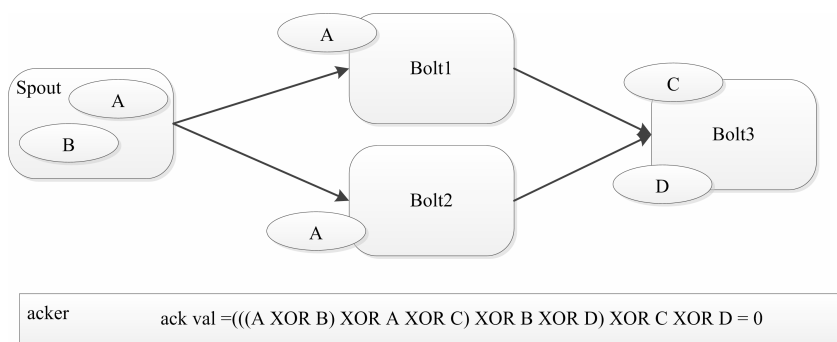 A
Bolt1
Spout
A
C
B
Bolt3
D
Bolt2
A
acker
ack val =(((A XOR B) XOR A XOR C) XOR B XOR D) XOR C XOR D = 0